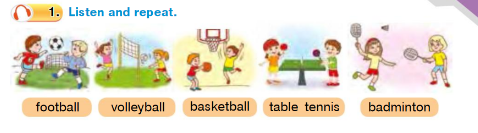 1. Listen and repeat.
football volleyball basketball table tennis badminton